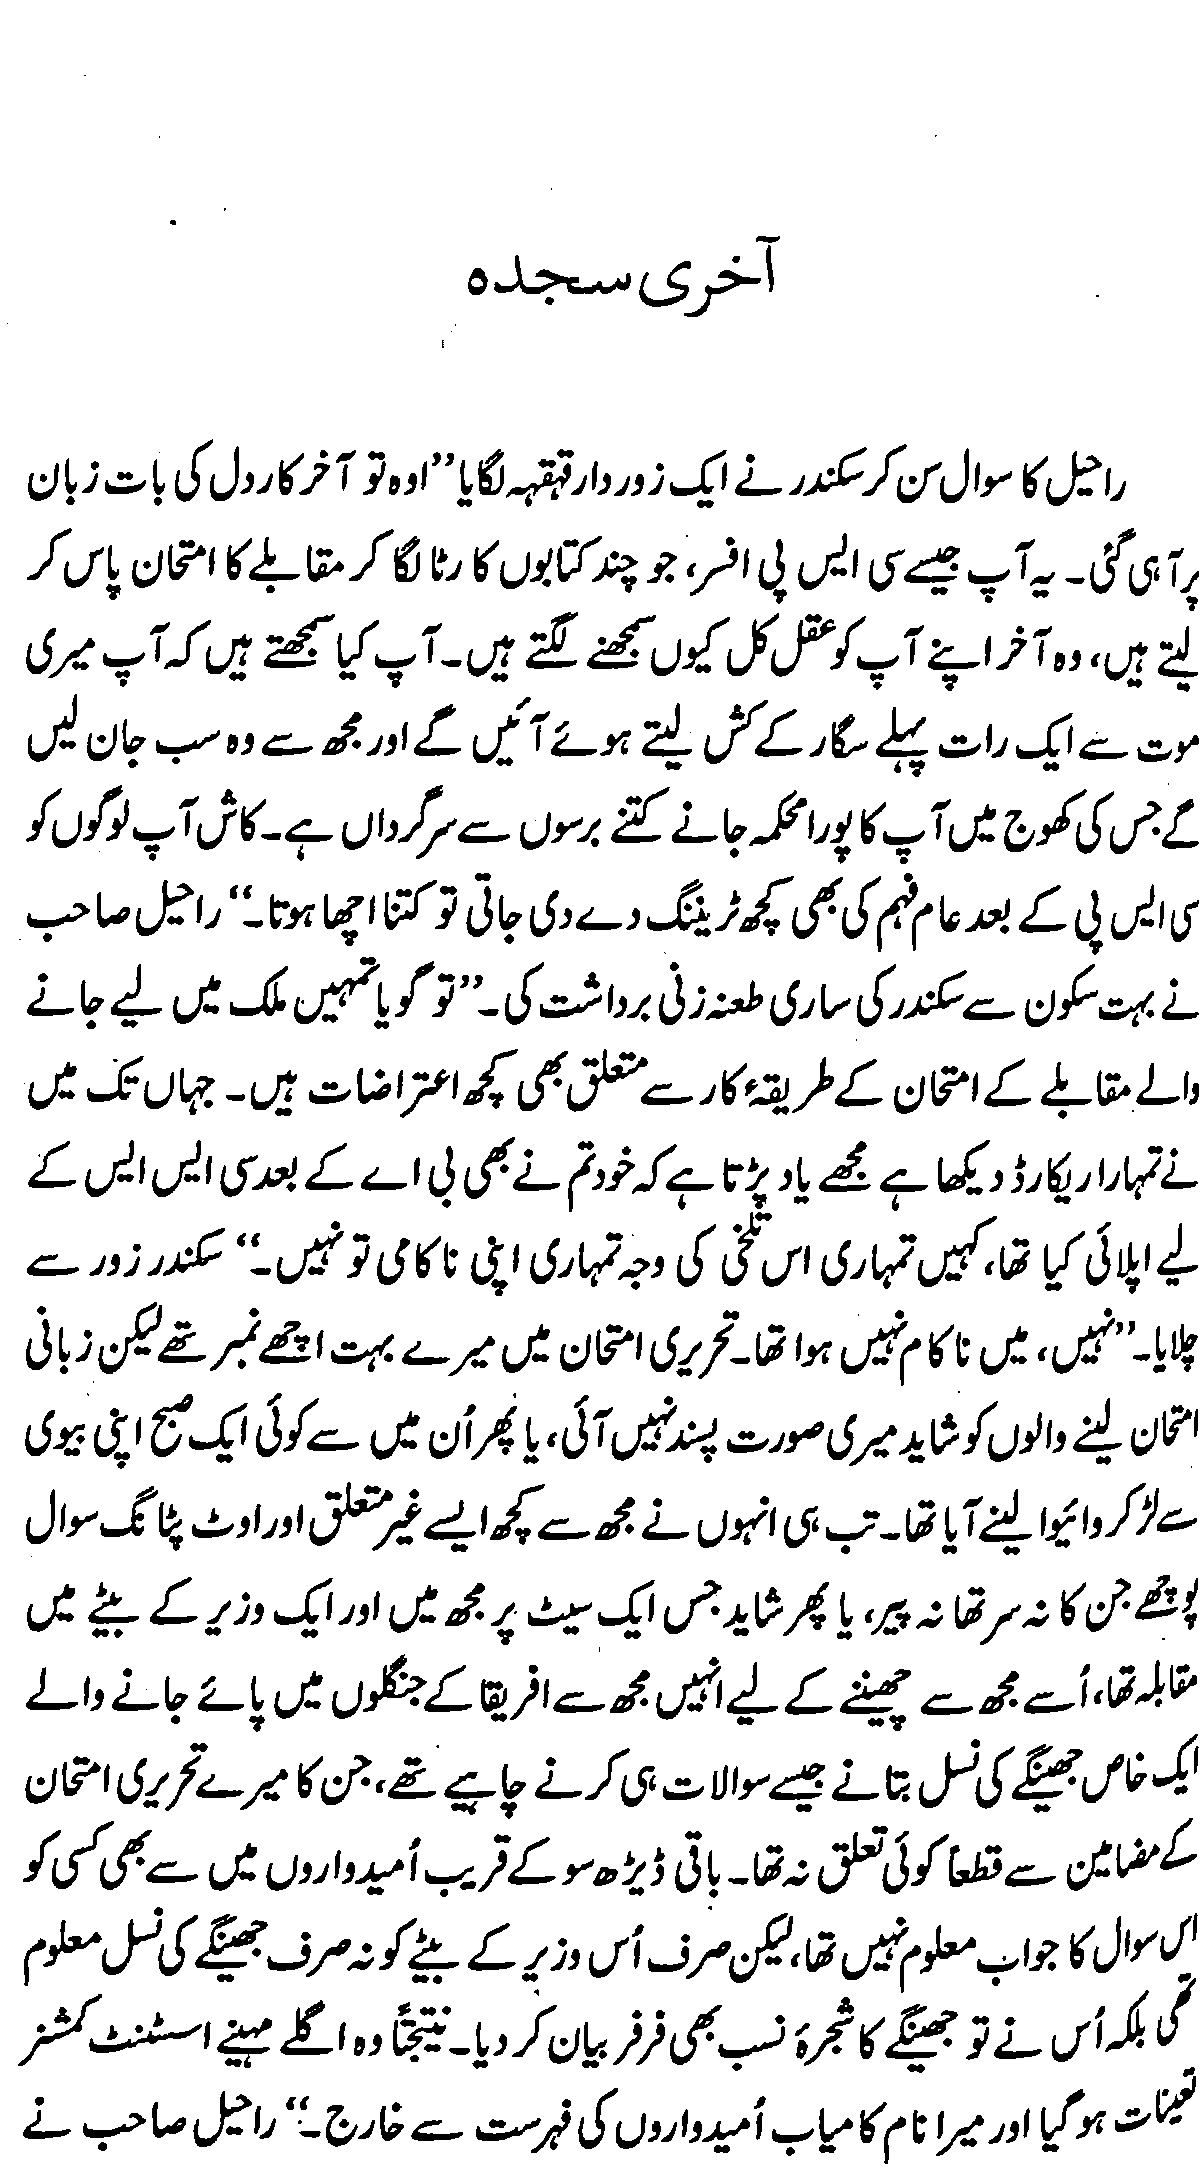 آخری سجدہ
راحیل کا سوال سن کر سکندر نے ایک زوردار قہقہہ لگایا ”اوہ تو آخرکار دل کی بات زبان
پر آ ہی گئی۔ یہ آپ جیسے سی ایس پی افسر، جو چند کتابوں کا رٹا لگا کر مقابلے کا امتحان پاس کر
لیتے ہیں، وہ آخر اپنے آپ کو عقل کل کیوں سمجھنے لگتے ہیں۔ آپ کیا سمجھتے ہیں کہ آپ میری
موت سے ایک رات پہلے سگار کے کش لیتے ہوئے آئیں گے اور مجھ سے وہ سب جان لیں
گے جس کی کھوج میں آپ کا پورا محکمہ جانے کتنے برسوں سے سرگرداں ہے۔ کاش آپ لوگوں کو
سی ایس پی کے بعد عام فہم کی بھی کچھ ٹریننگ دے دی جاتی تو کتنا اچھا ہوتا۔“ راحیل صاحب
نے بہت سکون سے سکندر کی ساری طعنہ زنی برداشت کی۔ ”تو گویا تمہیں ملک میں لیے جانے
والے مقابلے کے امتحان کے طریقۂ کار سے متعلق بھی کچھ اعتراضات ہیں۔ جہاں تک میں
نے تمہارا ریکارڈ دیکھا ہے مجھے یاد پڑتا ہے کہ خود تم نے بھی بی اے کے بعد سی ایس ایس کے
لیے اپلائی کیا تھا، کہیں تمہاری اس تلخی کی وجہ تمہاری اپنی ناکامی تو نہیں۔“ سکندر زور سے
چلایا۔ ”نہیں، میں ناکام نہیں ہوا تھا۔ تحریری امتحان میں میرے بہت اچھے نمبر تھے لیکن زبانی
امتحان لینے والوں کو شاید میری صورت پسند نہیں آئی، یا پھر اُن میں سے کوئی ایک صبح اپنی بیوی
سے لڑ کر وائیوا لینے آیا تھا۔ تب ہی انہوں نے مجھ سے کچھ ایسے غیر متعلق اور اوٹ پٹانگ سوال
پوچھے جن کا نہ سر تھا نہ پیر، یا پھر شاید جس ایک سیٹ پر مجھ میں اور ایک وزیر کے بیٹے میں
مقابلہ تھا، اُسے مجھ سے چھیننے کے لیے انہیں مجھ سے افریقا کے جنگلوں میں پائے جانے والے
ایک خاص جھینگے کی نسل بتانے جیسے سوالات ہی کرنے چاہیے تھے، جن کا میرے تحریری امتحان
کے مضامین سے قطعاً کوئی تعلق نہ تھا۔ باقی ڈیڑھ سو کے قریب اُمیدواروں میں سے بھی کسی کو
اس سوال کا جواب معلوم نہیں تھا، لیکن صرف اُس وزیر کے بیٹے کو نہ صرف جھینگے کی نسل معلوم
تھی بلکہ اُس نے تو جھینگے کا شجرۂ نسب بھی فرفر بیان کر دیا۔ نتیجتاً وہ اگلے مہینے اسسٹنٹ کمشنر
تعینات ہو گیا اور میرا نام کامیاب اُمیدواروں کی فہرست سے خارج۔“ راحیل صاحب نے